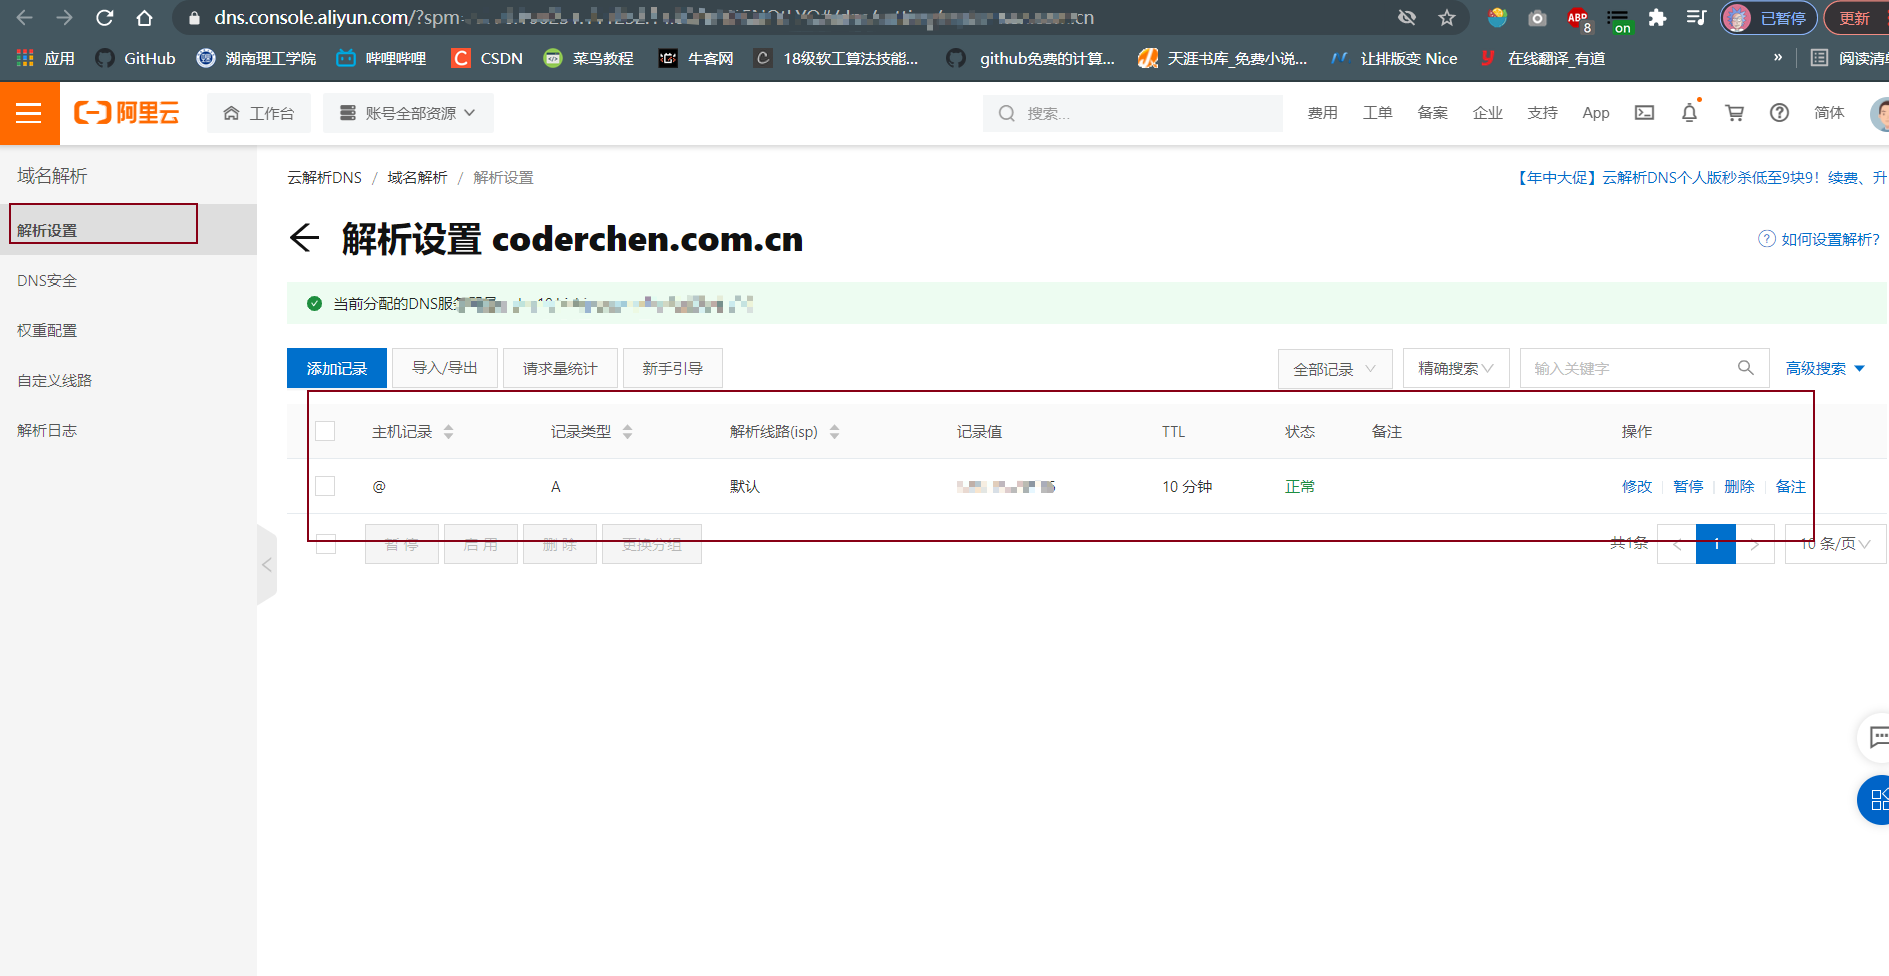 dns.console.aliyun.com/?spm
cn
ABP 8 on 已暂停 更新
应用 GitHub 湖南理工学院 哔哩哔哩 CSDN 菜鸟教程 牛客网 18级软工算法技能... github免费的计算... 天涯书库_免费小说... 让排版变 Nice 在线翻译_有道 » 阅读清单
阿里云 工作台 账号全部资源 搜索... 费用 工单 备案 企业 支持 App 简体
域名解析
解析设置
DNS安全
权重配置
自定义线路
解析日志
云解析DNS / 域名解析 / 解析设置
【年中大促】云解析DNS个人版秒杀低至9块9！续费、升
解析设置 coderchen.com.cn
如何设置解析?
当前分配的DNS服务
添加记录 导入/导出 请求量统计 新手引导 全部记录 精确搜索 输入关键字 高级搜索
主机记录 记录类型 解析线路(isp) 记录值 TTL 状态 备注 操作
@ A 默认 10 分钟 正常 修改 暂停 删除 备注
暂 停 启 用 删 除 更换分组 共1条 < 1 > 10 条/页